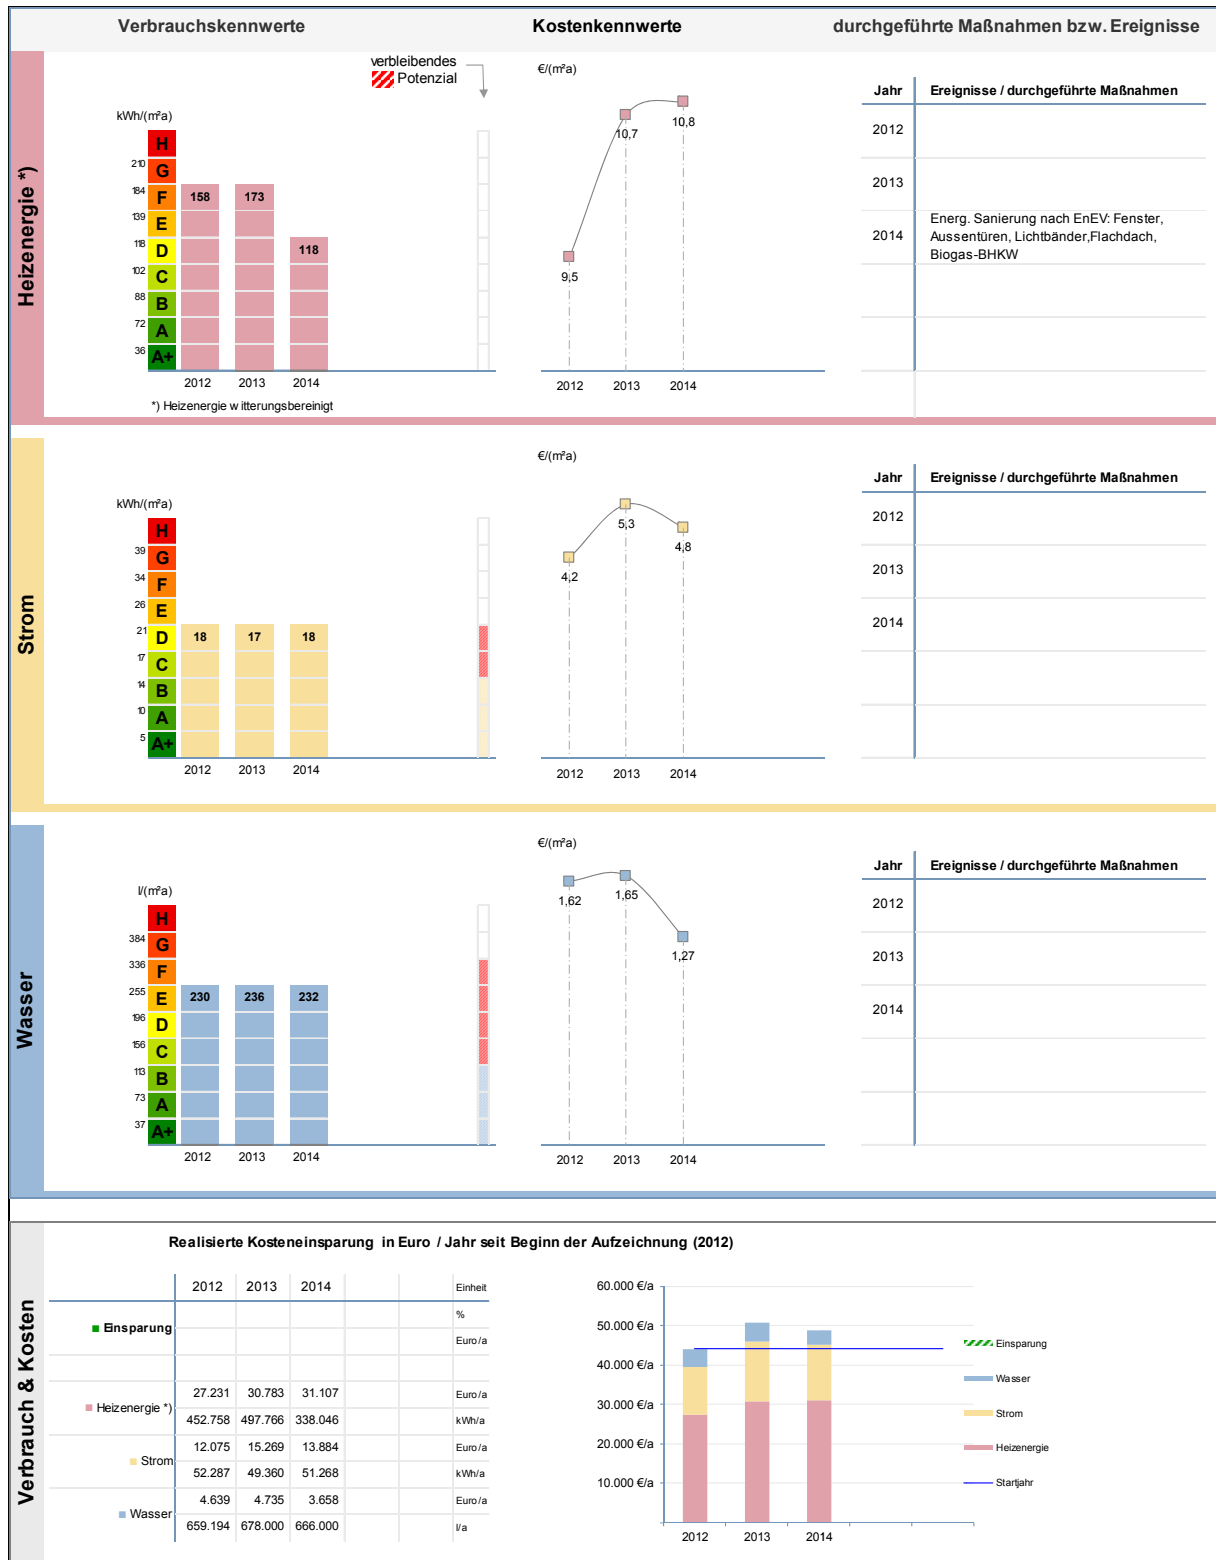 Verbrauchskennwerte
Kostenkennwerte
durchgeführte Maßnahmen bzw. Ereignisse
Heizenergie *)
verbleibendes
Potenzial
kWh/(m²a)
H
210
G
184
F
139
E
118
D
102
C
88
B
72
A
36
A+
158
173
118
2012
2013
2014
*) Heizenergie w itterungsbereinigt
€/(m²a)
9,5
10,7
10,8
2012
2013
2014
Jahr
Ereignisse / durchgeführte Maßnahmen
2012
2013
2014
Energ. Sanierung nach EnEV: Fenster,
Aussentüren, Lichtbänder,Flachdach,
Biogas-BHKW
Strom
kWh/(m²a)
H
39
G
34
F
26
E
21
D
17
C
14
B
10
A
5
A+
18
17
18
2012
2013
2014
€/(m²a)
4,2
5,3
4,8
2012
2013
2014
Jahr
Ereignisse / durchgeführte Maßnahmen
2012
2013
2014
Wasser
l/(m²a)
H
384
G
336
F
255
E
196
D
156
C
113
B
73
A
37
A+
230
236
232
2012
2013
2014
€/(m²a)
1,62
1,65
1,27
2012
2013
2014
Jahr
Ereignisse / durchgeführte Maßnahmen
2012
2013
2014
Verbrauch & Kosten
Realisierte Kosteneinsparung in Euro / Jahr seit Beginn der Aufzeichnung (2012)
2012 2013 2014 Einheit
Einsparung
%
Euro/a
Heizenergie *)
27.231 30.783 31.107 Euro/a
452.758 497.766 338.046 kWh/a
Strom
12.075 15.269 13.884 Euro/a
52.287 49.360 51.268 kWh/a
Wasser
4.639 4.735 3.658 Euro/a
659.194 678.000 666.000 l/a
60.000 €/a
50.000 €/a
40.000 €/a
30.000 €/a
20.000 €/a
10.000 €/a
2012
2013
2014
Einsparung
Wasser
Strom
Heizenergie
Startjahr